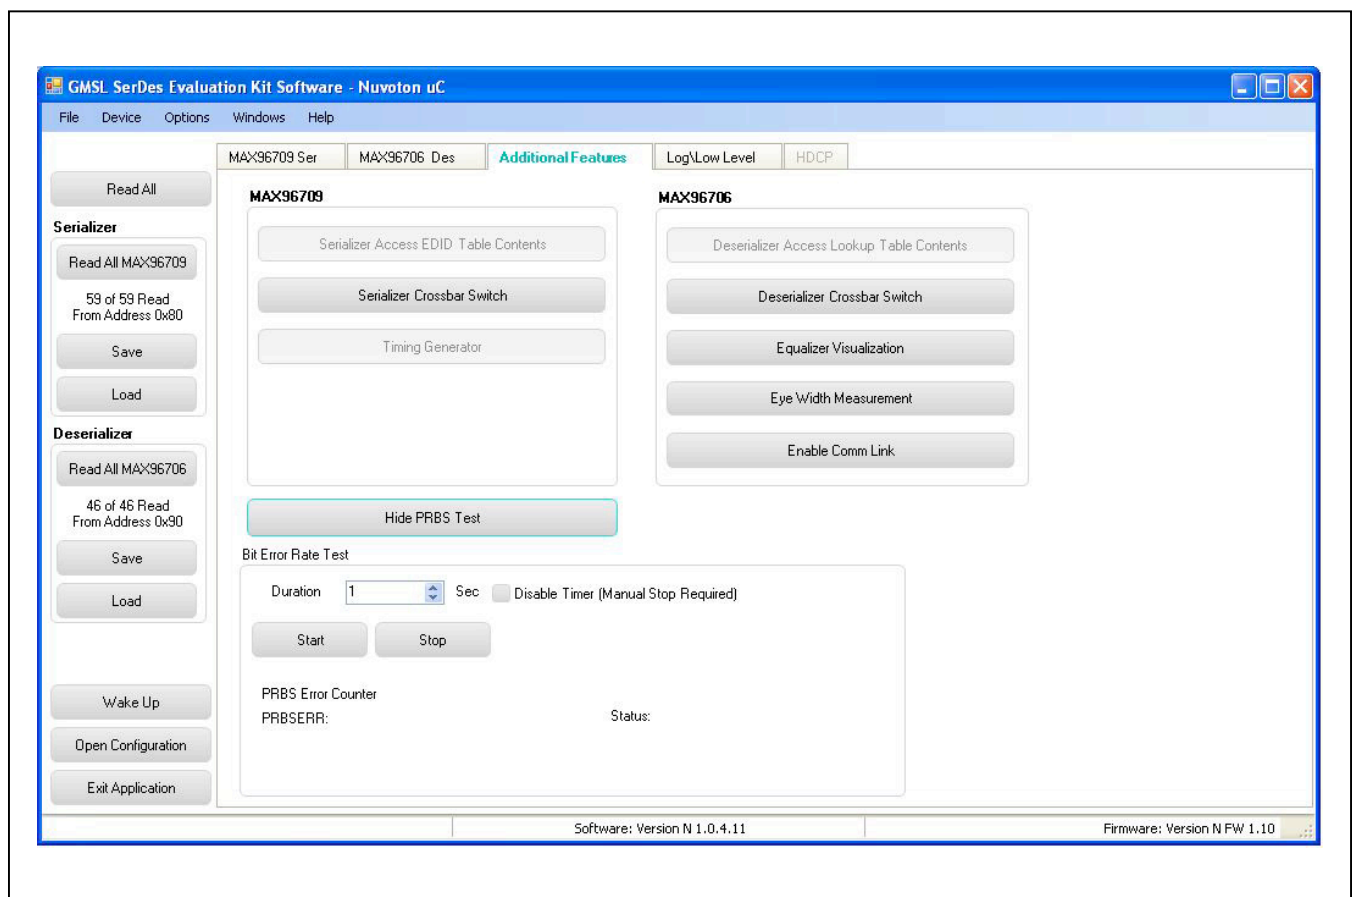 GMSL SerDes Evaluation Kit Software - Nuvoton uC
File Device Options Windows Help
MAX96709 Ser MAX96706 Des Additional Features Log\Low Level HDCP
Read All
Serializer
Read All MAX96709
59 of 59 Read
From Address 0x80
Save
Load
Deserializer
Read All MAX96706
46 of 46 Read
From Address 0x90
Save
Load
Wake Up
Open Configuration
Exit Application
MAX96709
Serializer Access EDID Table Contents
Serializer Crossbar Switch
Timing Generator
MAX96706
Deserializer Access Lookup Table Contents
Deserializer Crossbar Switch
Equalizer Visualization
Eye Width Measurement
Enable Comm Link
Hide PRBS Test
Bit Error Rate Test
Duration 1 Sec Disable Timer (Manual Stop Required)
Start Stop
PRBS Error Counter
PRBSERR: Status:
Software: Version N 1.0.4.11 Firmware: Version N FW 1.10